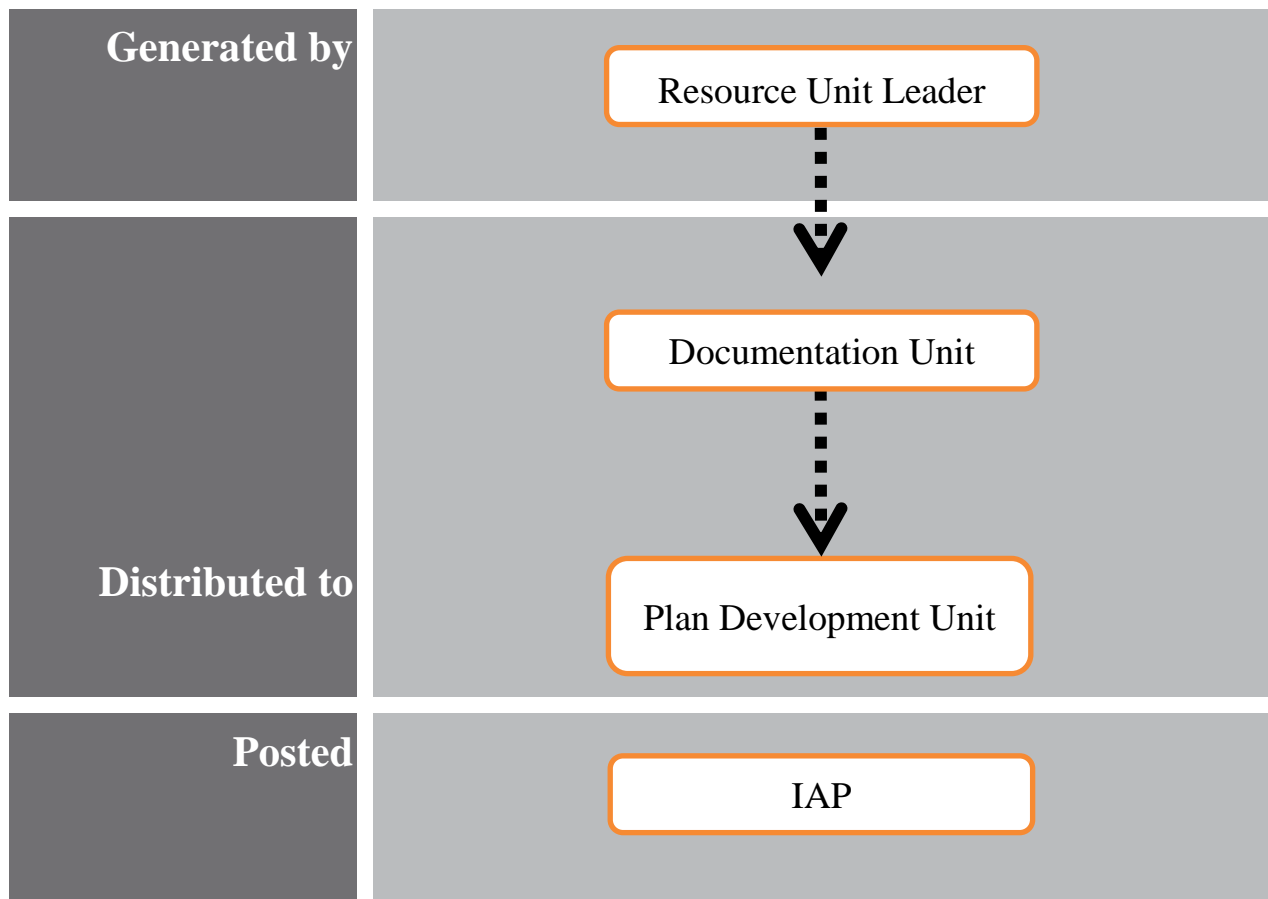 Generated by
Resource Unit Leader
Documentation Unit
Distributed to
Plan Development Unit
Posted
IAP